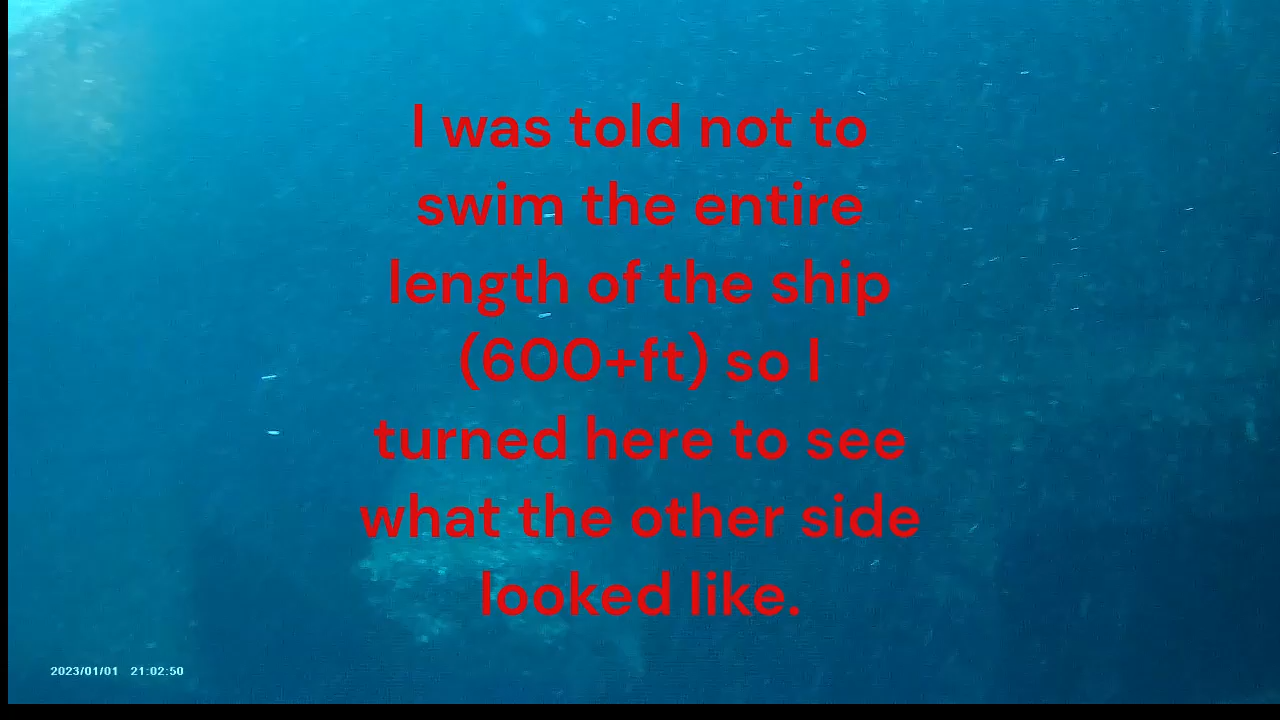 I was told not to
swim the entire
length of the ship
(600+ft) so I
turned here to see
what the other side
looked like.
2023/01/01 21:02:50